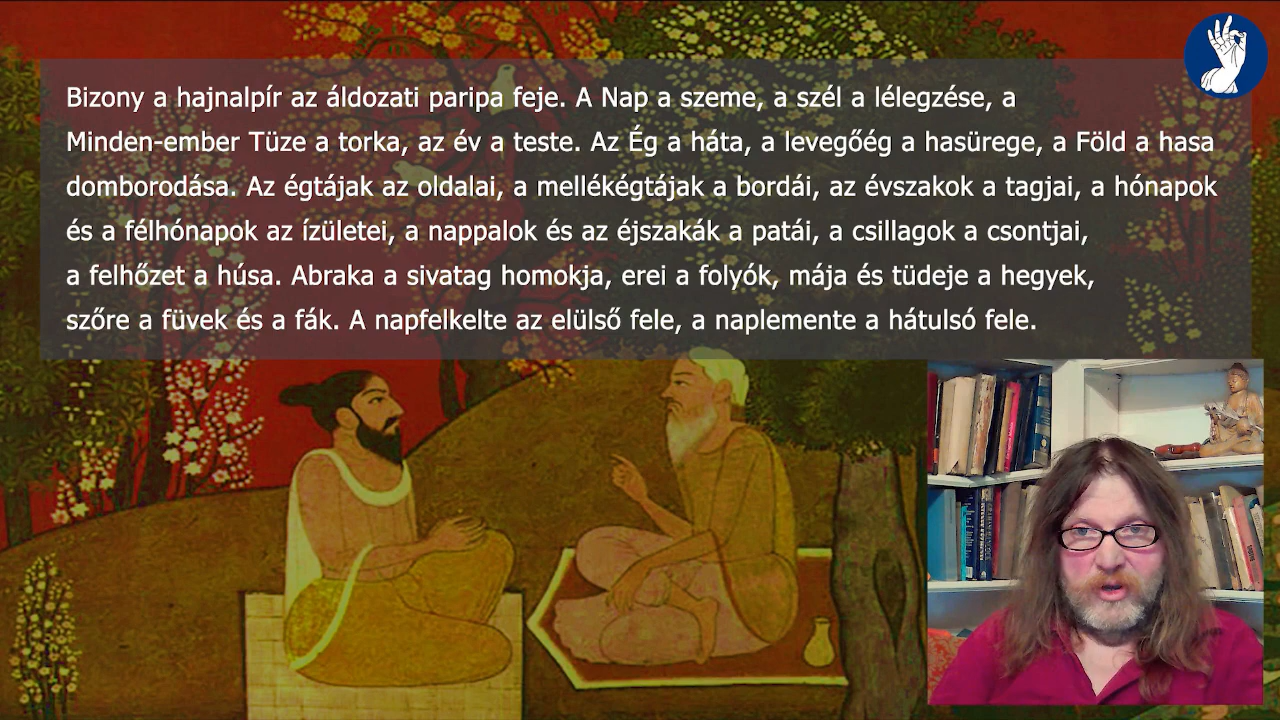 Bizony a hajnalpír az áldozati paripa feje. A Nap a szeme, a szél a lélegzése, a
Minden-ember Tüze a torka, az év a teste. Az Ég a háta, a levegőég a hasürege, a Föld a hasa
domborodása. Az égtájak az oldalai, a mellékégtájak a bordái, az évszakok a tagjai, a hónapok
és a félhónapok az ízületei, a nappalok és az éjszakák a patái, a csillagok a csontjai,
a felhőzet a húsa. Abraka a sivatag homokja, erei a folyók, mája és tüdeje a hegyek,
szőre a füvek és a fák. A napfelkelte az elülső fele, a naplemente a hátulsó fele.